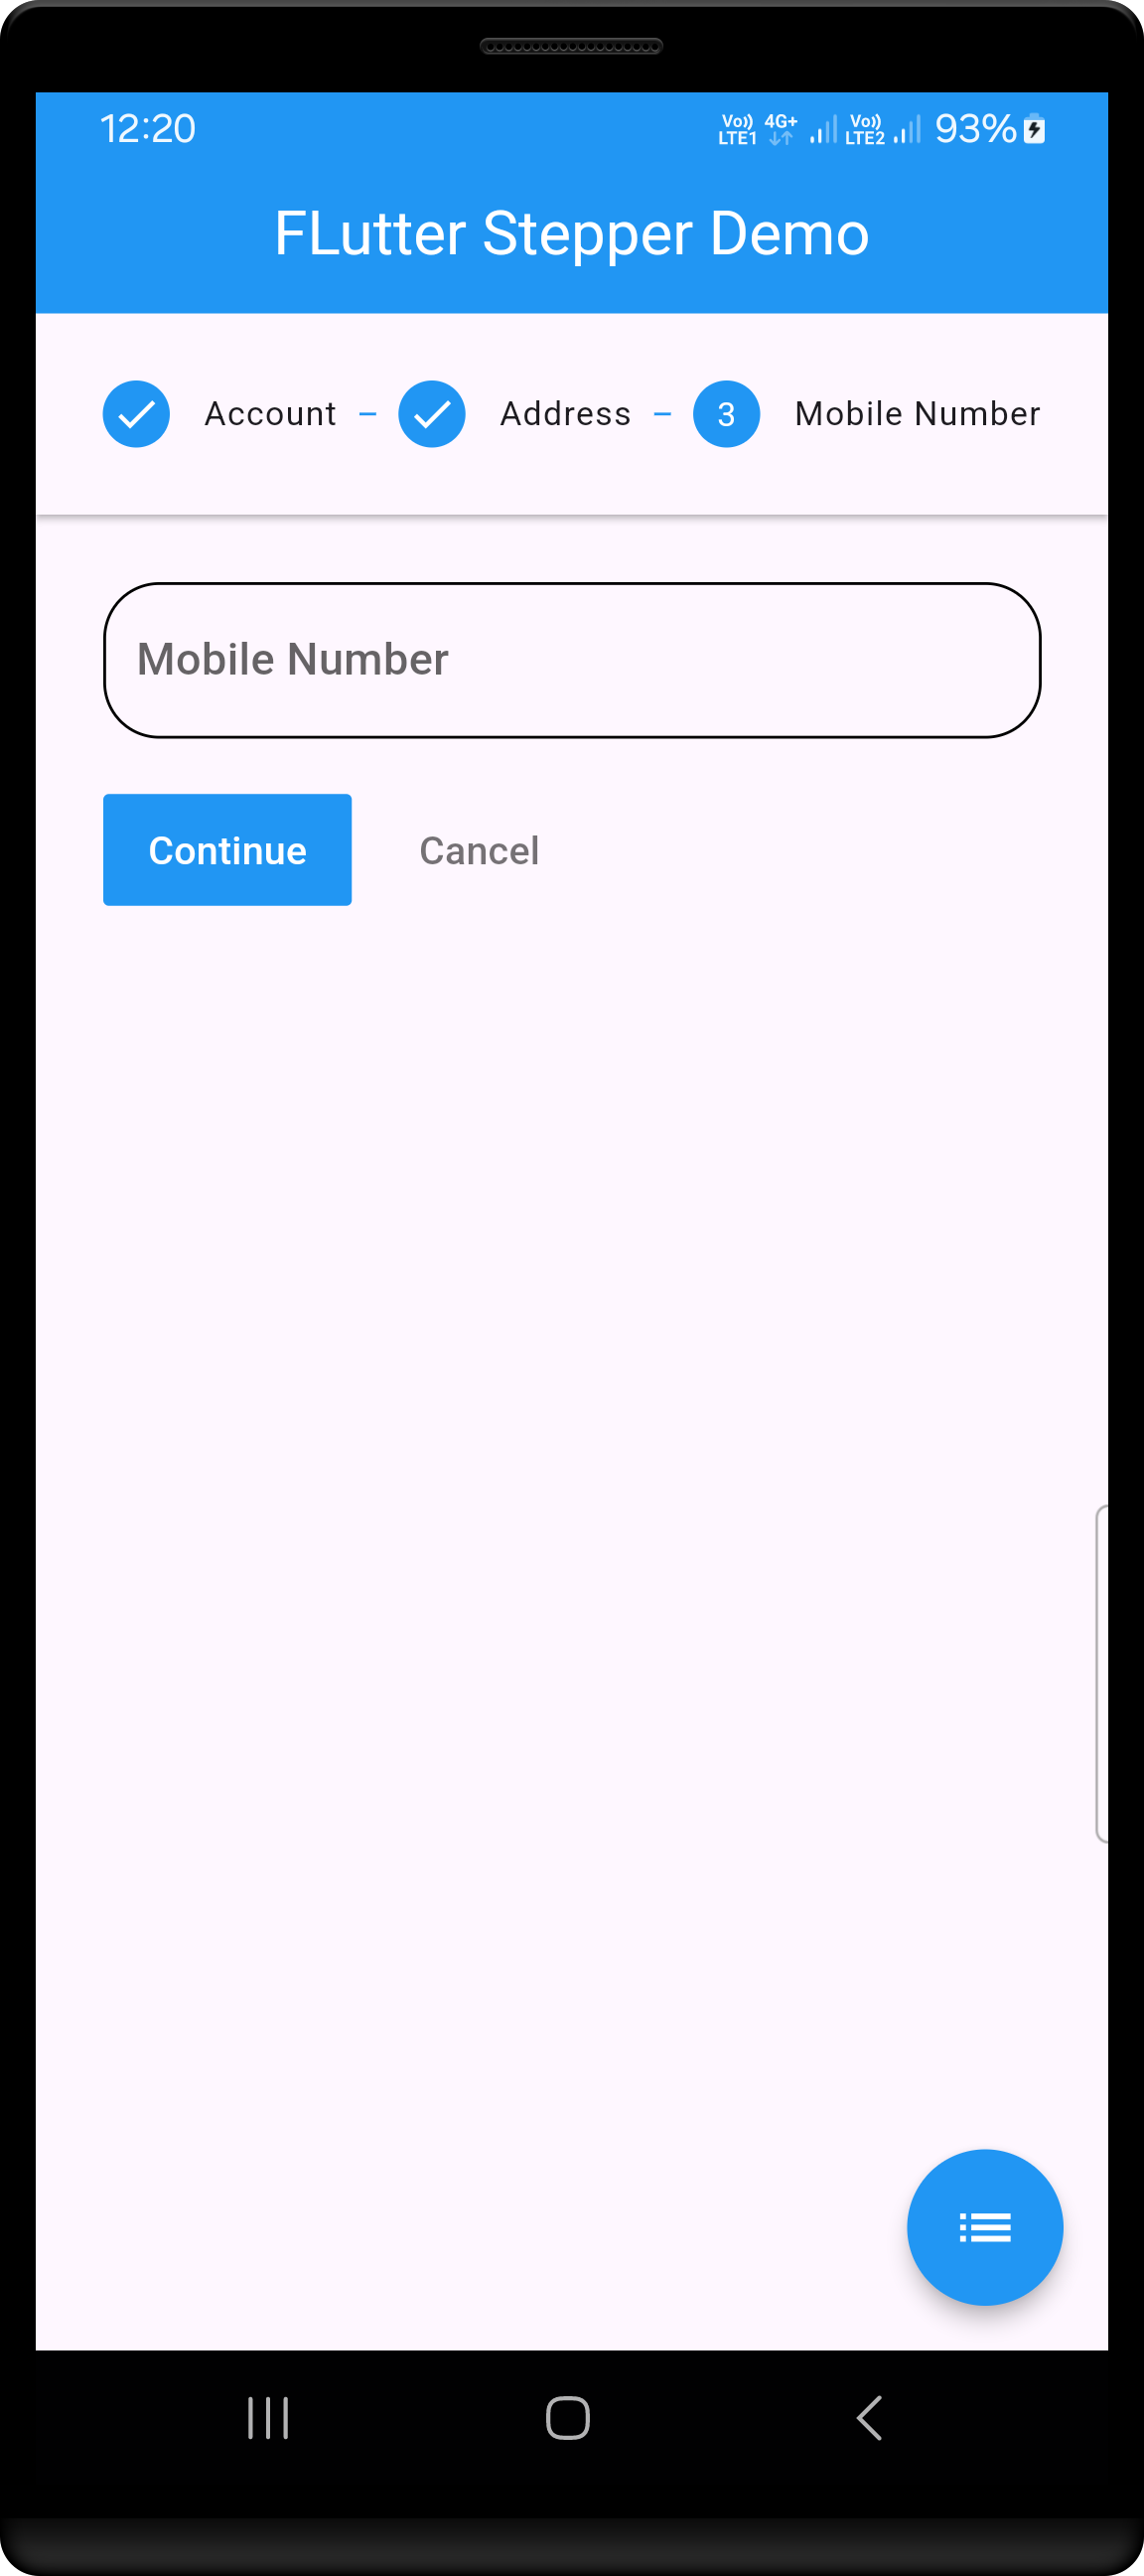 12:20 Vo)) LTE1 4G+ Vo)) LTE2 93%
FLutter Stepper Demo
Account Address 3 Mobile Number
Mobile Number
Continue Cancel